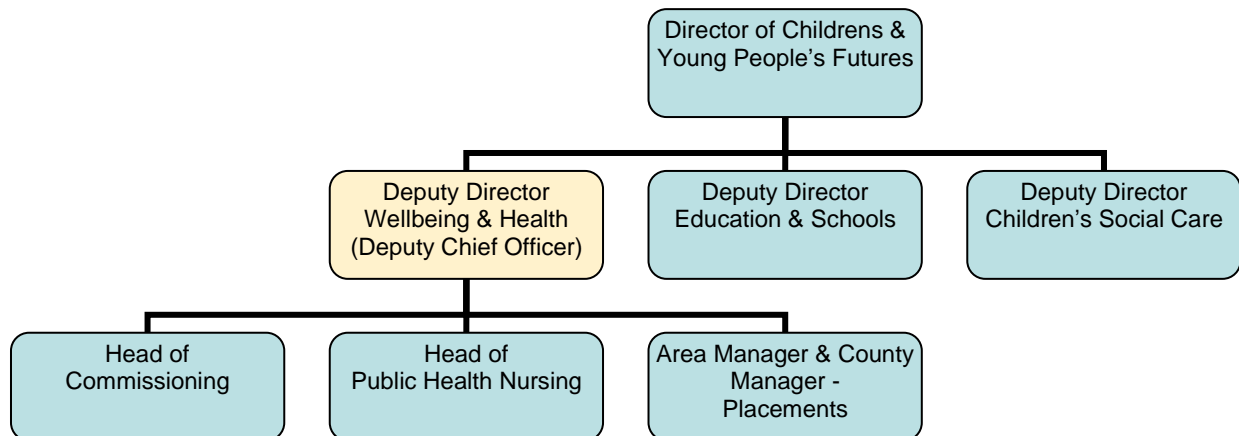 Director of Childrens &
Young People’s Futures
Deputy Director
Wellbeing & Health
(Deputy Chief Officer)
Deputy Director
Education & Schools
Deputy Director
Children’s Social Care
Head of
Commissioning
Head of
Public Health Nursing
Area Manager & County
Manager -
Placements